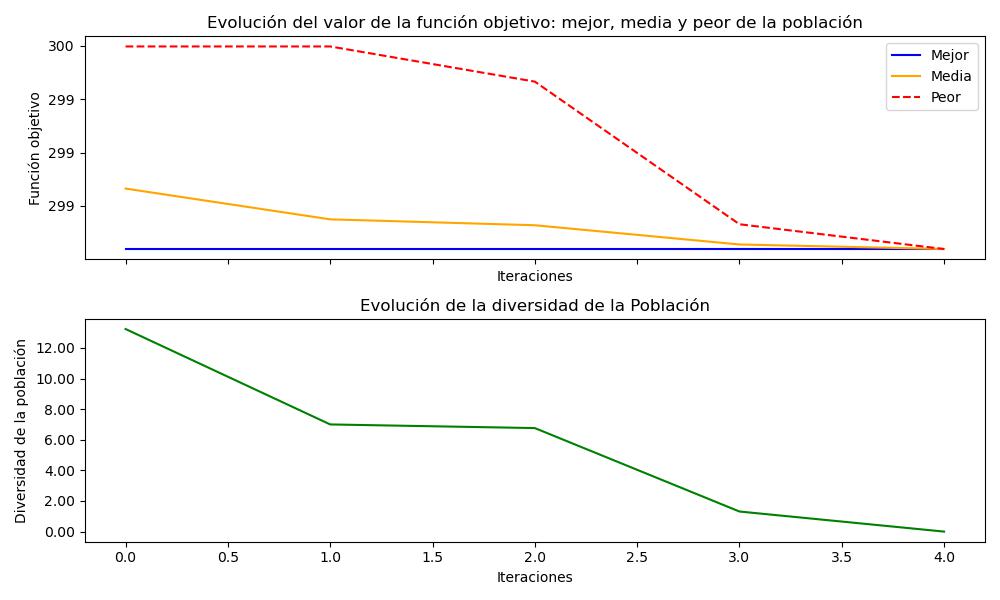 Evolución del valor de la función objetivo: mejor, media y peor de la población
300
299
299
299
Función objetivo
Mejor
Media
Peor
Iteraciones
Evolución de la diversidad de la Población
12.00
10.00
8.00
6.00
4.00
2.00
0.00
Diversidad de la población
0.0 0.5 1.0 1.5 2.0 2.5 3.0 3.5 4.0
Iteraciones